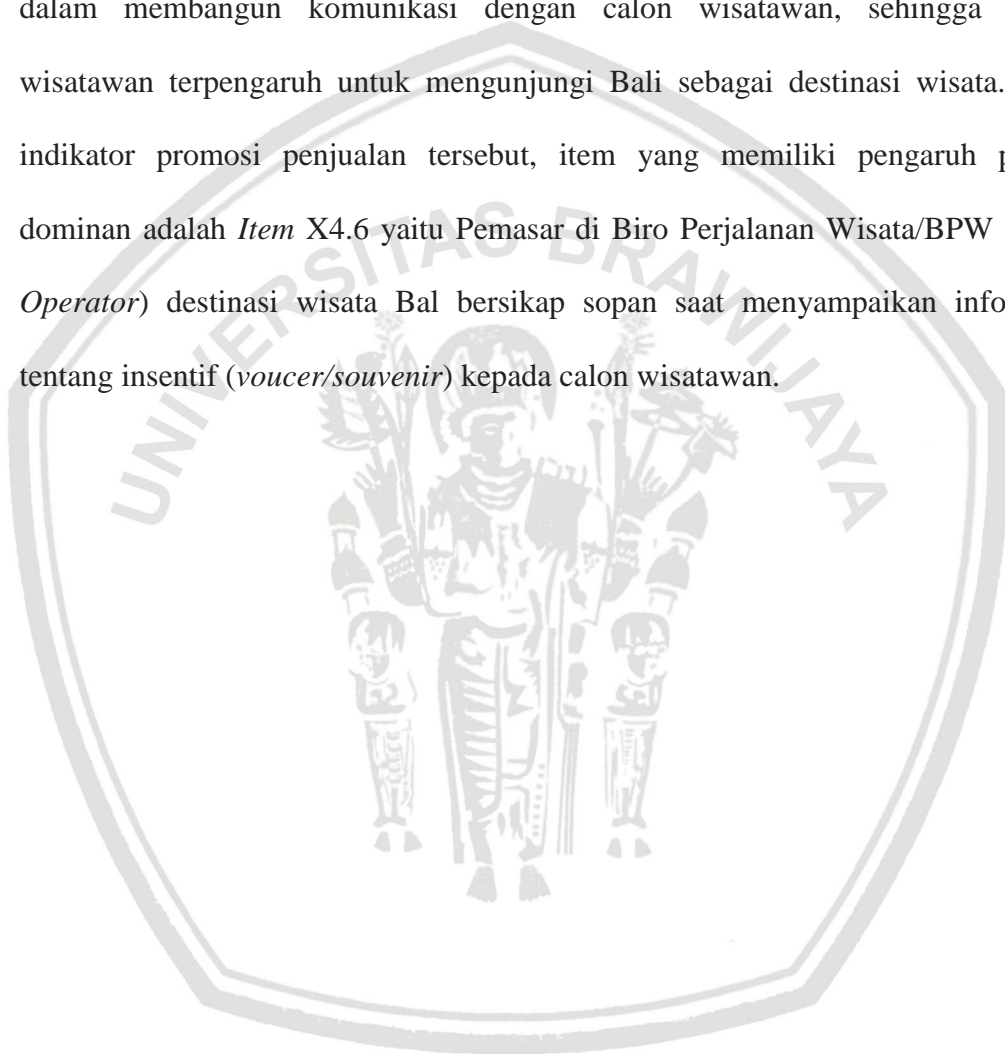 dalam membangun komunikasi dengan calon wisatawan, sehingga
wisatawan terpengaruh untuk mengunjungi Bali sebagai destinasi wisata.
indikator promosi penjualan tersebut, item yang memiliki pengaruh
dominan adalah Item X4.6 yaitu Pemasar di Biro Perjalanan Wisata/BPW
Operator) destinasi wisata Bal bersikap sopan saat menyampaikan
tentang insentif (voucer/souvenir) kepada calon wisatawan.
UNIVERSITAS BRAWIJAYA